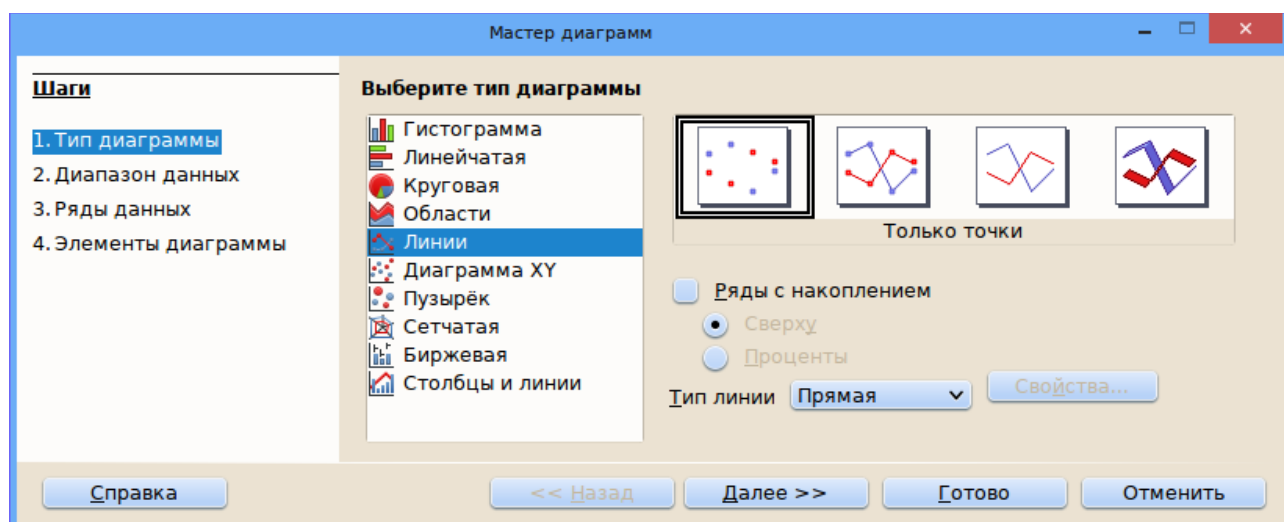 Мастер диаграмм
Шаги
1. Тип диаграммы
2. Диапазон данных
3. Ряды данных
4. Элементы диаграммы
Выберите тип диаграммы
Гистограмма
Линейчатая
Круговая
Области
Линии
Диаграмма XY
Пузырёк
Сетчатая
Биржевая
Столбцы и линии
Только точки
Ряды с накоплением
Сверху
Проценты
Тип линии Прямая Свойства...
Справка << Назад Далее >> Готово Отменить